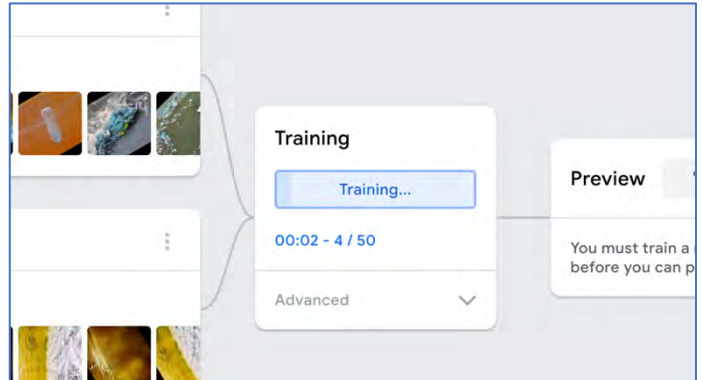 Training
Training...
00:02 - 4 / 50
Advanced
Preview
You must train a
before you can p